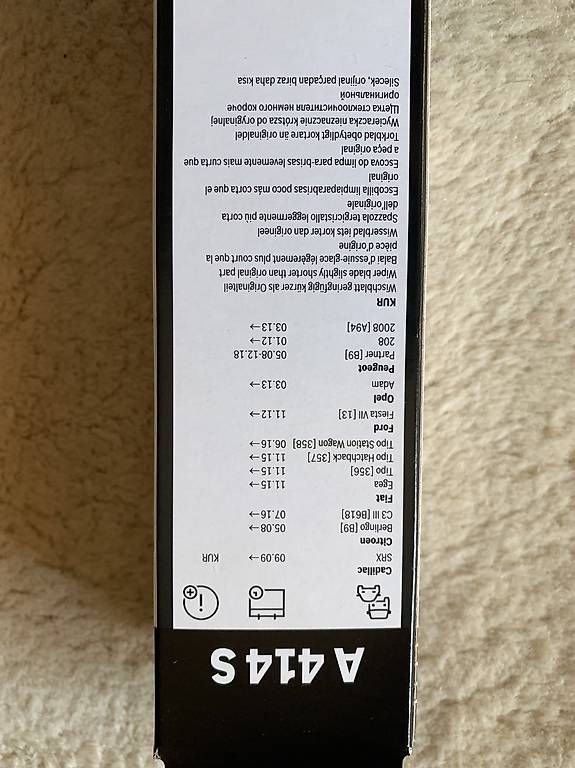 A 414 S
Cadillac
SRX 09.09→ KUR
Citroen
Berlingo [B9] 05.08→
C3 III [B618] 07.16→
Fiat
Egea 11.15→
Tipo [356] 11.15→
Tipo Hatchback [357] 11.15→
Tipo Station Wagon [358] 06.16→
Ford
Fiesta VII [13] 11.12→
Opel
Adam 03.13→
Peugeot
Partner [B9] 05.08-12.18
208 01.12→
2008 [A94] 03.13→
KUR
Wischblatt geringfügig kürzer als Originalteil
Wiper blade slightly shorter than original part
Balai d'essuie-glace légèrement plus court que la
pièce d'origine
Wisserblad iets korter dan origineel
Spazzola tergicristallo leggermente più corta
dell'originale
Escobilla limpiaparabrisas poco más corta que el
original
Escova do limpa para-brisas levemente mais curta que
a peça original
Torkblad obetydligt kortare än originaldel
Wycieraczka nieznacznie krótsza od oryginalnej
Щетка стеклоочистителя немного короче
оригинальной
Silecek, orijinal parçadan biraz daha kısa